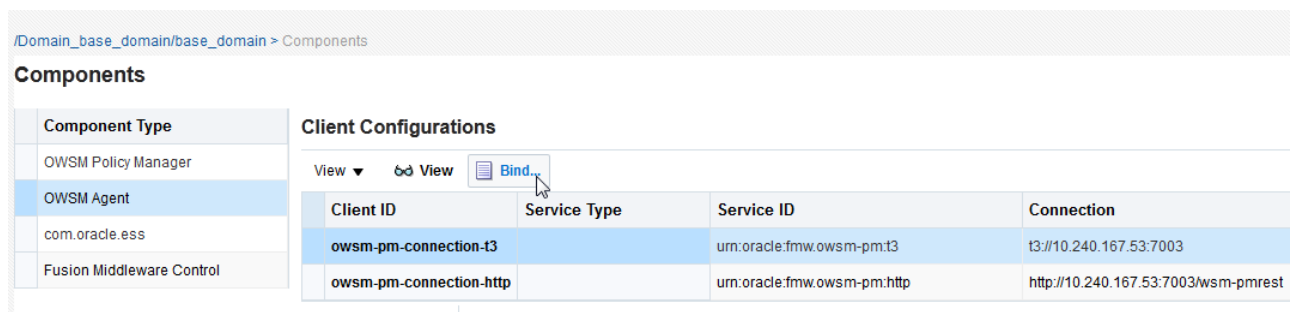 /Domain_base_domain/base_domain > Components
Components
Component Type
OWSM Policy Manager
OWSM Agent
com.oracle.ess
Fusion Middleware Control
Client Configurations
View ▼ View Bind...
Client ID Service Type Service ID Connection
owsm-pm-connection-t3 urn:oracle:fmw.owsm-pm:t3 t3://10.240.167.53:7003
owsm-pm-connection-http urn:oracle:fmw.owsm-pm:http http://10.240.167.53:7003/wsm-pmrest